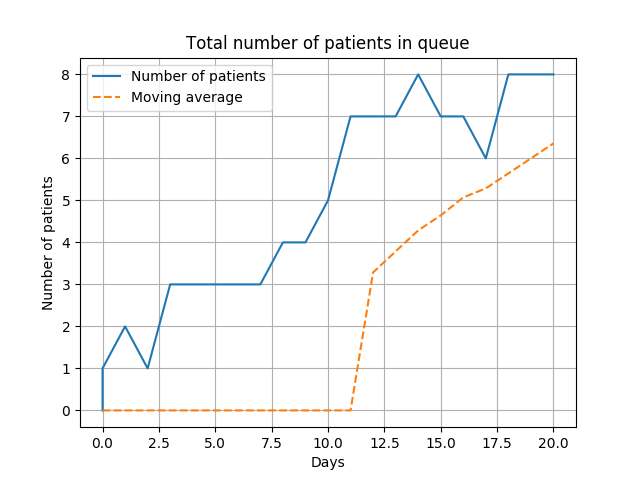 Total number of patients in queue
Number of patients
Moving average
8
7
6
5
4
3
2
1
0
Number of patients
0.0 2.5 5.0 7.5 10.0 12.5 15.0 17.5 20.0
Days